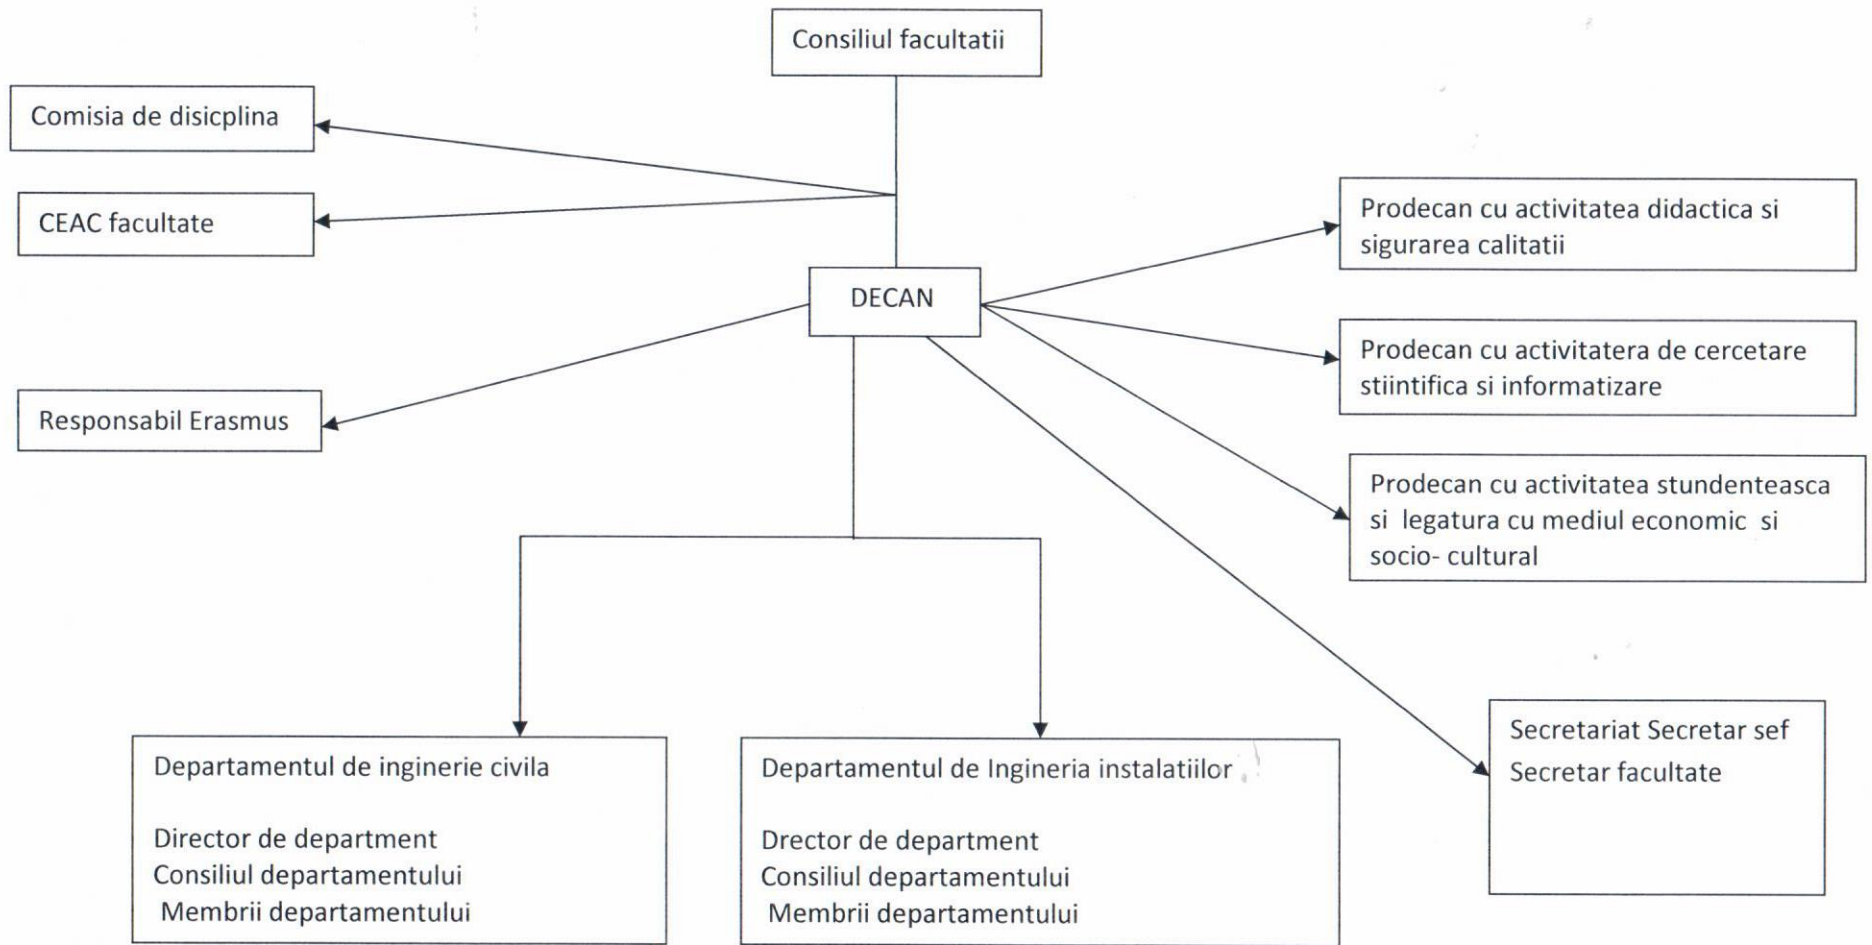 Consiliul facultatii
Comisia de disicplina
CEAC facultate
Prodecan cu activitatea didactica si
sigurarea calitatii
DECAN
Prodecan cu activitatera de cercetare
stiintifica si informatizare
Responsabil Erasmus
Prodecan cu activitatea stundenteasca
si legatura cu mediul economic si
socio- cultural
Departamentul de inginerie civila
Director de department
Consiliul departamentului
Membrii departamentului
Departamentul de Ingineria instalatiilor
Drector de department
Consiliul departamentului
Membrii departamentului
Secretariat Secretar sef
Secretar facultate